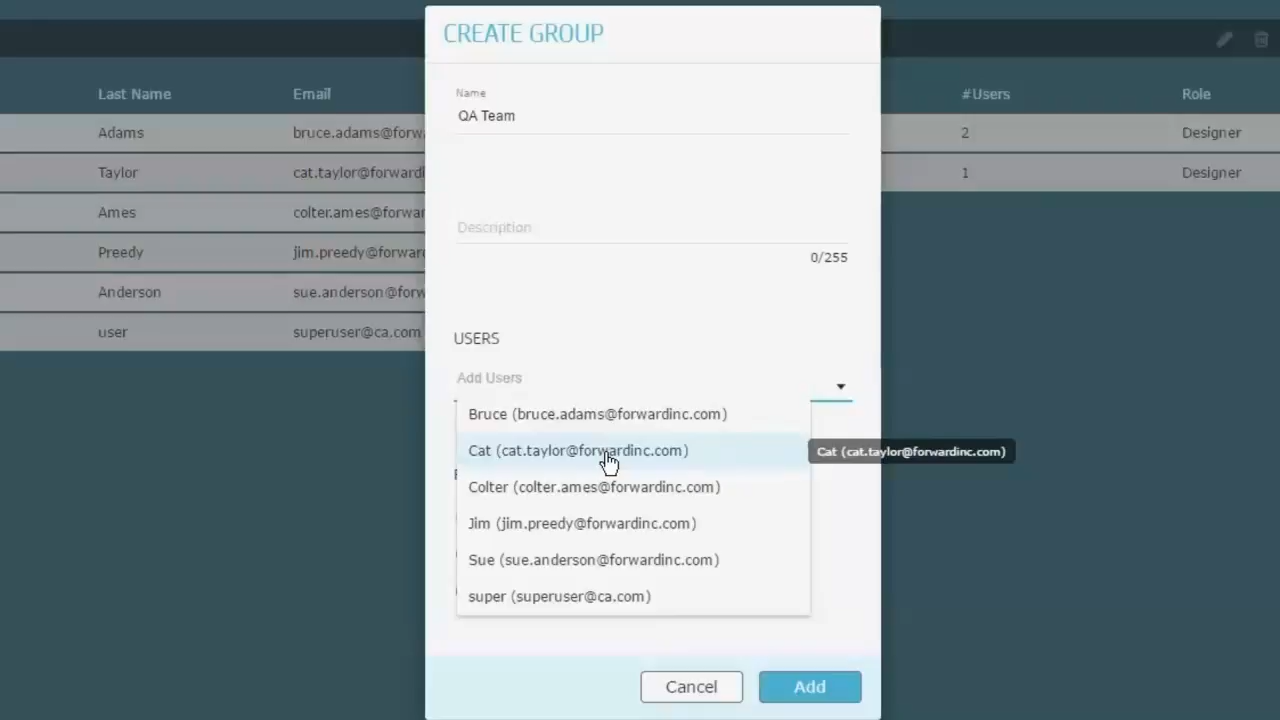 CREATE GROUP
Name
QA Team
Description
0/255
USERS
Add Users
Bruce (bruce.adams@forwardinc.com)
Cat (cat.taylor@forwardinc.com)
Cat (cat.taylor@forwardinc.com)
Colter (colter.ames@forwardinc.com)
Jim (jim.preedy@forwardinc.com)
Sue (sue.anderson@forwardinc.com)
super (superuser@ca.com)
Cancel Add
Last Name Email #Users Role
Adams bruce.adams@forw 2 Designer
Taylor cat.taylor@forwardi 1 Designer
Ames colter.ames@forwar
Preedy jim.preedy@forward
Anderson sue.anderson@forw
user superuser@ca.com